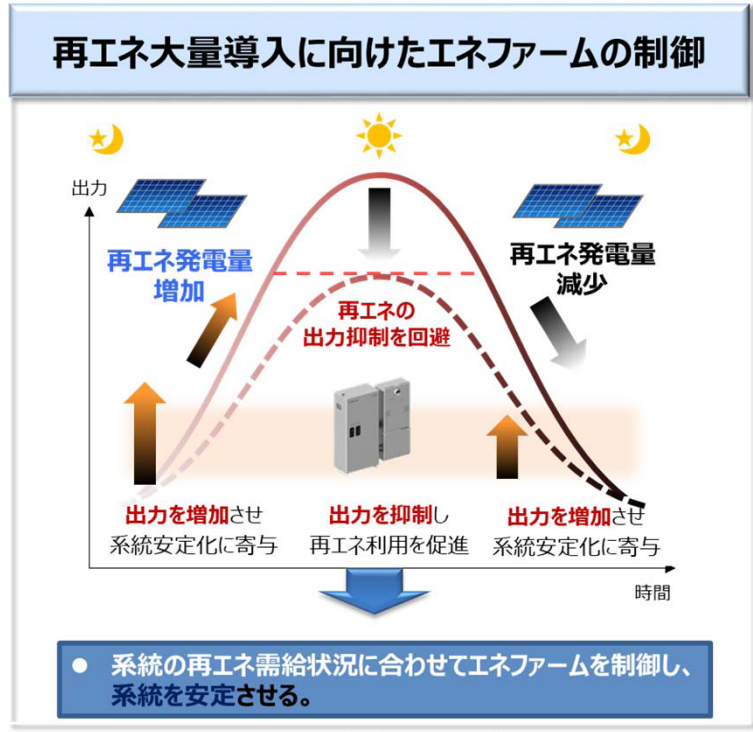 再エネ大量導入に向けたエネファームの制御
出力
再エネ発電量
増加
再エネ発電量
減少
再エネの
出力抑制を回避
出力を増加させ
系統安定化に寄与
出力を抑制し
再エネ利用を促進
出力を増加させ
系統安定化に寄与
時間
● 系統の再エネ需給状況に合わせてエネファームを制御し、
系統を安定させる。